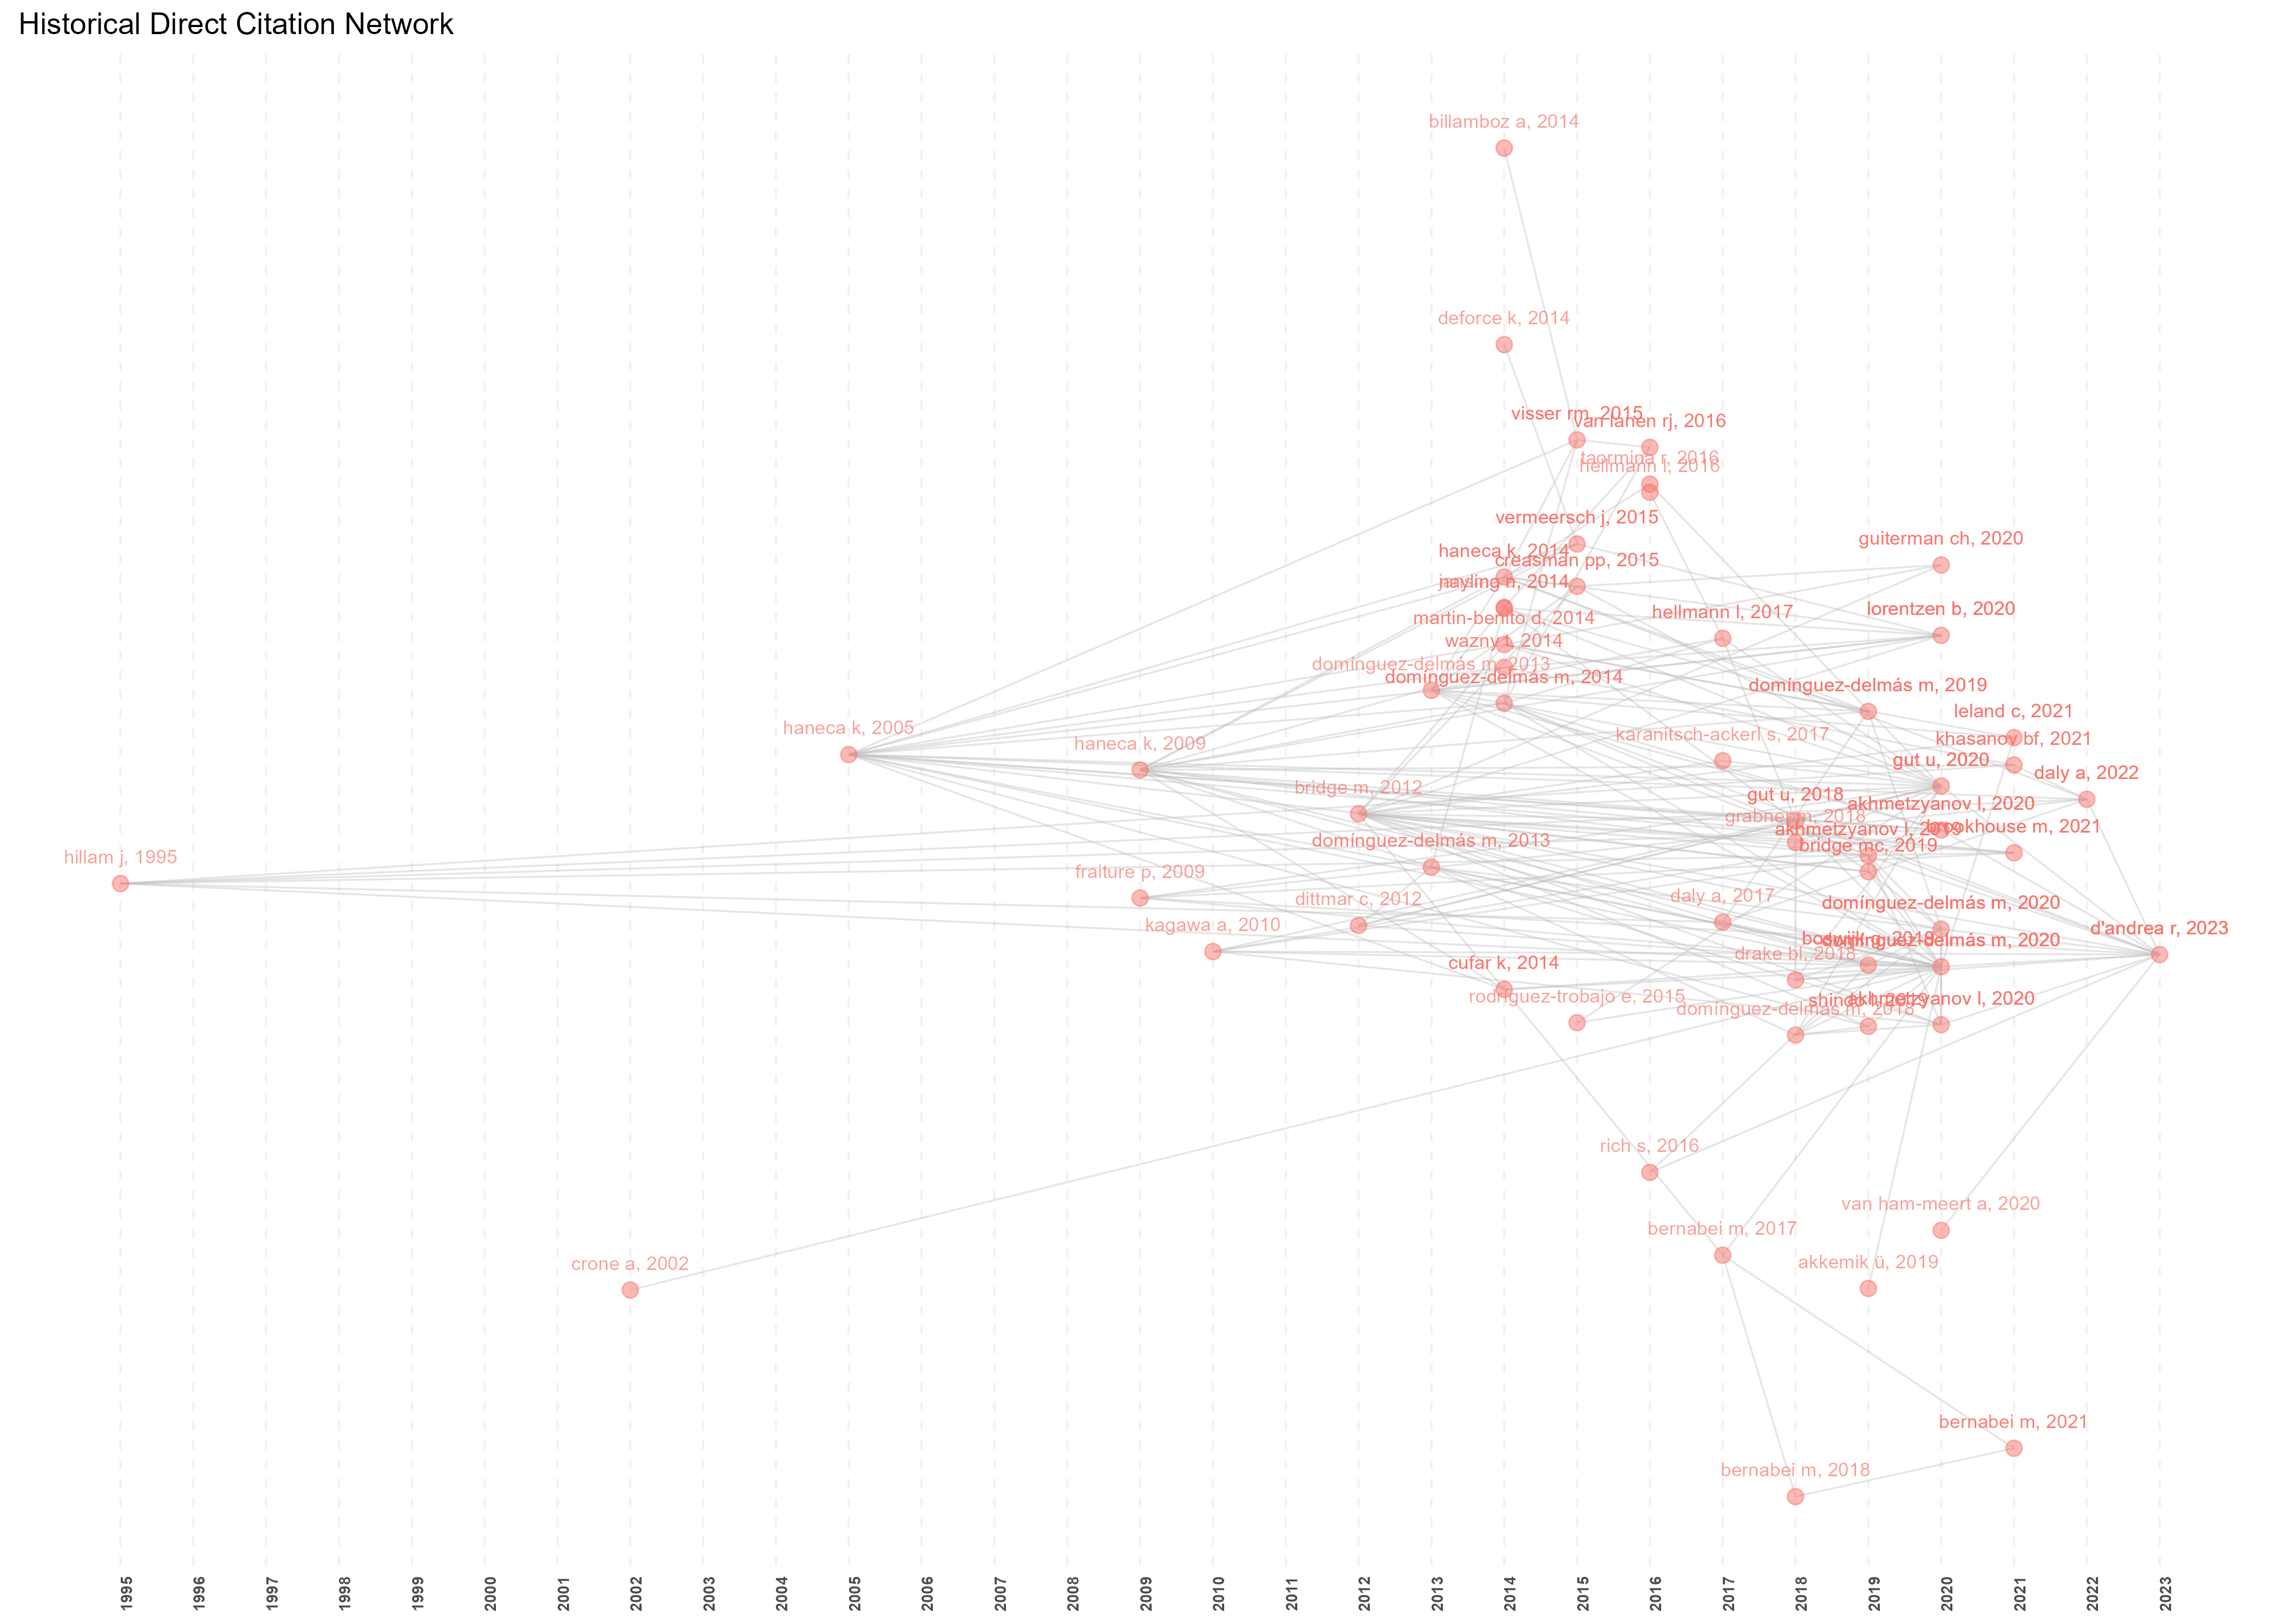 Historical Direct Citation Network
billamboz a, 2014
deforce k, 2014
visser rm, 2015
van lanen rj, 2016
taormina r, 2016
hellmann l, 2016
vermeersch j, 2015
guiterman ch, 2020
haneca k, 2014
creasman pp, 2015
nayling n, 2014
lorentzen b, 2020
hellmann l, 2017
martin-benito d, 2014
wazny t, 2014
domínguez-delmás m, 2013
domínguez-delmás m, 2014
domínguez-delmás m, 2019
leland c, 2021
haneca k, 2005
karanitsch-ackerl s, 2017
khasanov bf, 2021
haneca k, 2009
gut u, 2020
daly a, 2022
bridge m, 2012
gut u, 2018
akhmetzyanov l, 2020
grabner m, 2018
brookhouse m, 2021
akhmetzyanov l, 2019
domínguez-delmás m, 2013
bridge mc, 2019
hillam j, 1995
fraiture p, 2009
daly a, 2017
dittmar c, 2012
domínguez-delmás m, 2020
kagawa a, 2010
d'andrea r, 2023
domínguez-delmás m, 2020
drake bl, 2018
cufar k, 2014
rodríguez-trobajo e, 2015
akhmetzyanov l, 2020
domínguez-delmás m, 2018
rich s, 2016
van ham-meert a, 2020
bernabei m, 2017
akkemik ü, 2019
crone a, 2002
bernabei m, 2021
bernabei m, 2018
1995
1996
1997
1998
1999
2000
2001
2002
2003
2004
2005
2006
2007
2008
2009
2010
2011
2012
2013
2014
2015
2016
2017
2018
2019
2020
2021
2022
2023